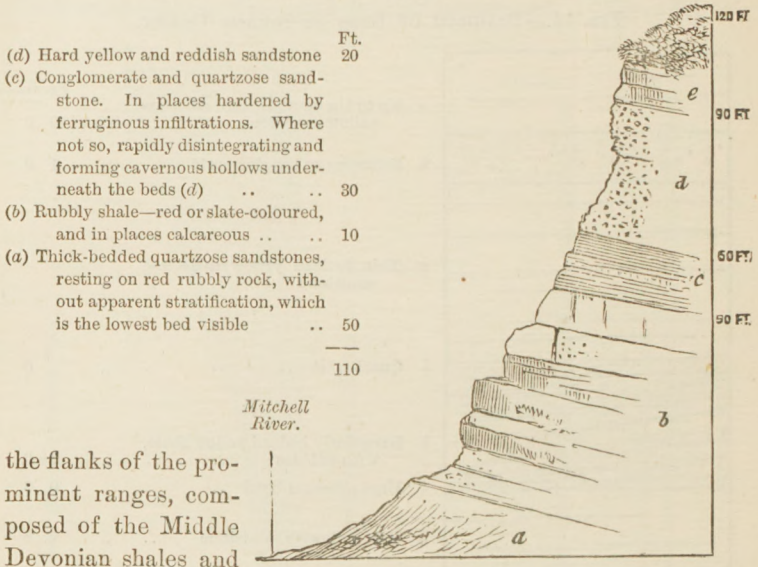 Ft.
(d) Hard yellow and reddish sandstone 20
(c) Conglomerate and quartzose sand-
stone. In places hardened by
ferruginous infiltrations. Where
not so, rapidly disintegrating and
forming cavernous hollows under-
neath the beds (d) .. .. 30
(b) Rubbly shale—red or slate-coloured,
and in places calcareous .. .. 10
(a) Thick-bedded quartzose sandstones,
resting on red rubbly rock, with-
out apparent stratification, which
is the lowest bed visible .. 50
110
Mitchell
River.
the flanks of the pro-
minent ranges, com-
posed of the Middle
Devonian shales and
120 FT
e
90 FT.
d
60 FT
c
50 FT.
b
a